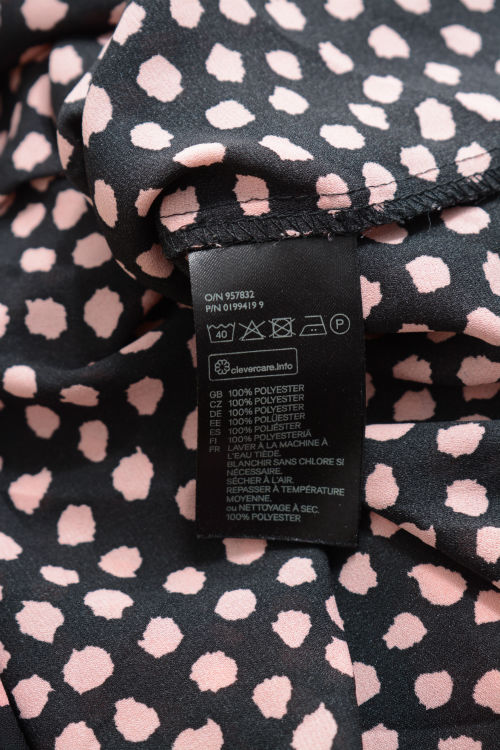 O/N 957832
P/N 0199419 9
40 P
clevercare.info
GB 100% POLYESTER
CZ 100% POLYESTER
DE 100% POLYESTER
EE 100% POLÜESTER
ES 100% POLIÉSTER
FI 100% POLYESTERIÄ
FR LAVER À LA MACHINE À
L'EAU TIÈDE.
BLANCHIR SANS CHLORE SI
NÉCESSAIRE.
SÉCHER À L'AIR.
REPASSER À TEMPÉRATURE
MOYENNE.
ou NETTOYAGE À SEC.
100% POLYESTER